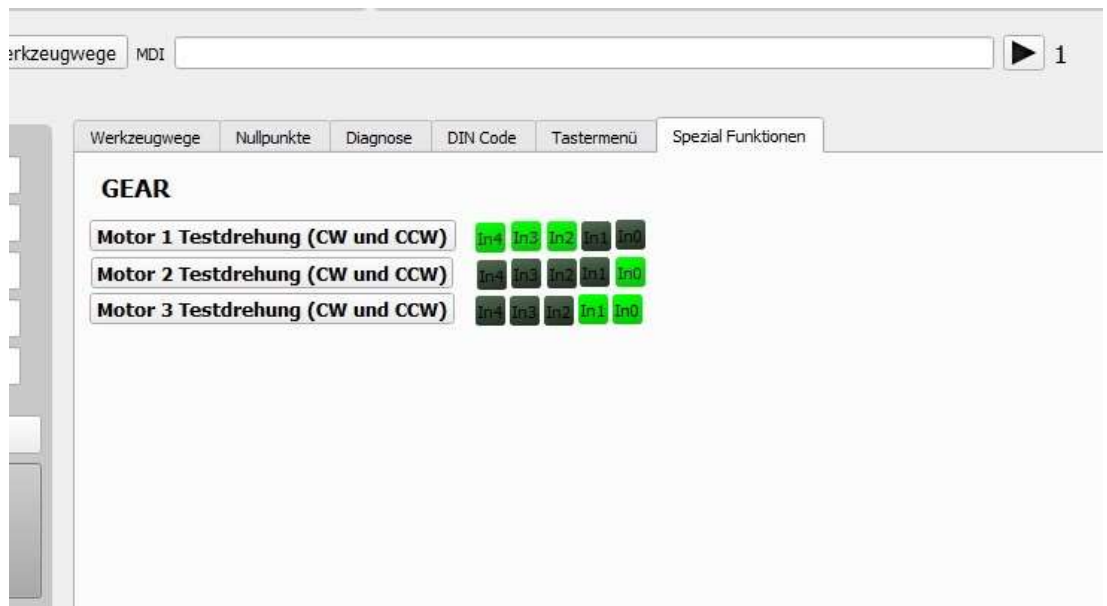 erkzeugwege MDI 1
Werkzeugwege Nullpunkte Diagnose DIN Code Tastermenü Spezial Funktionen
GEAR
Motor 1 Testdrehung (CW und CCW) In4 In3 In2 In1 In0
Motor 2 Testdrehung (CW und CCW) In4 In3 In2 In1 In0
Motor 3 Testdrehung (CW und CCW) In4 In3 In2 In1 In0